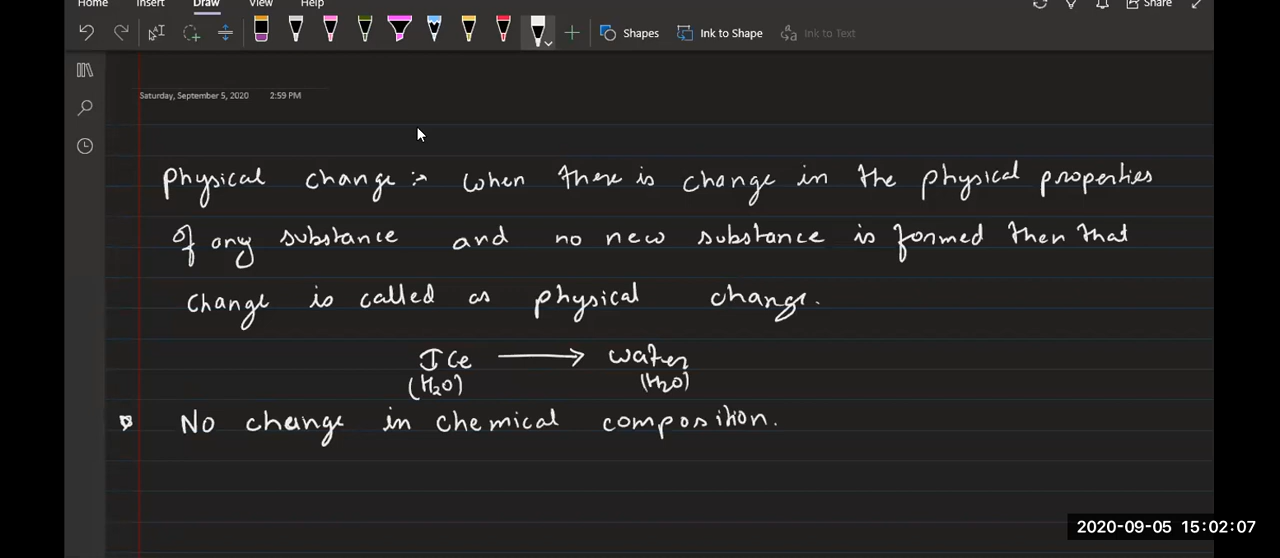 Home Insert Draw View Help Share
Shapes Ink to Shape Ink to Text
Saturday, September 5, 2020 2:59 PM
Physical change :- when there is change in the physical properties
of any substance and no new substance is formed then that
change is called as physical change.
Ice → water
(H₂O) (H₂O)
No change in chemical composition.
2020-09-05 15:02:07